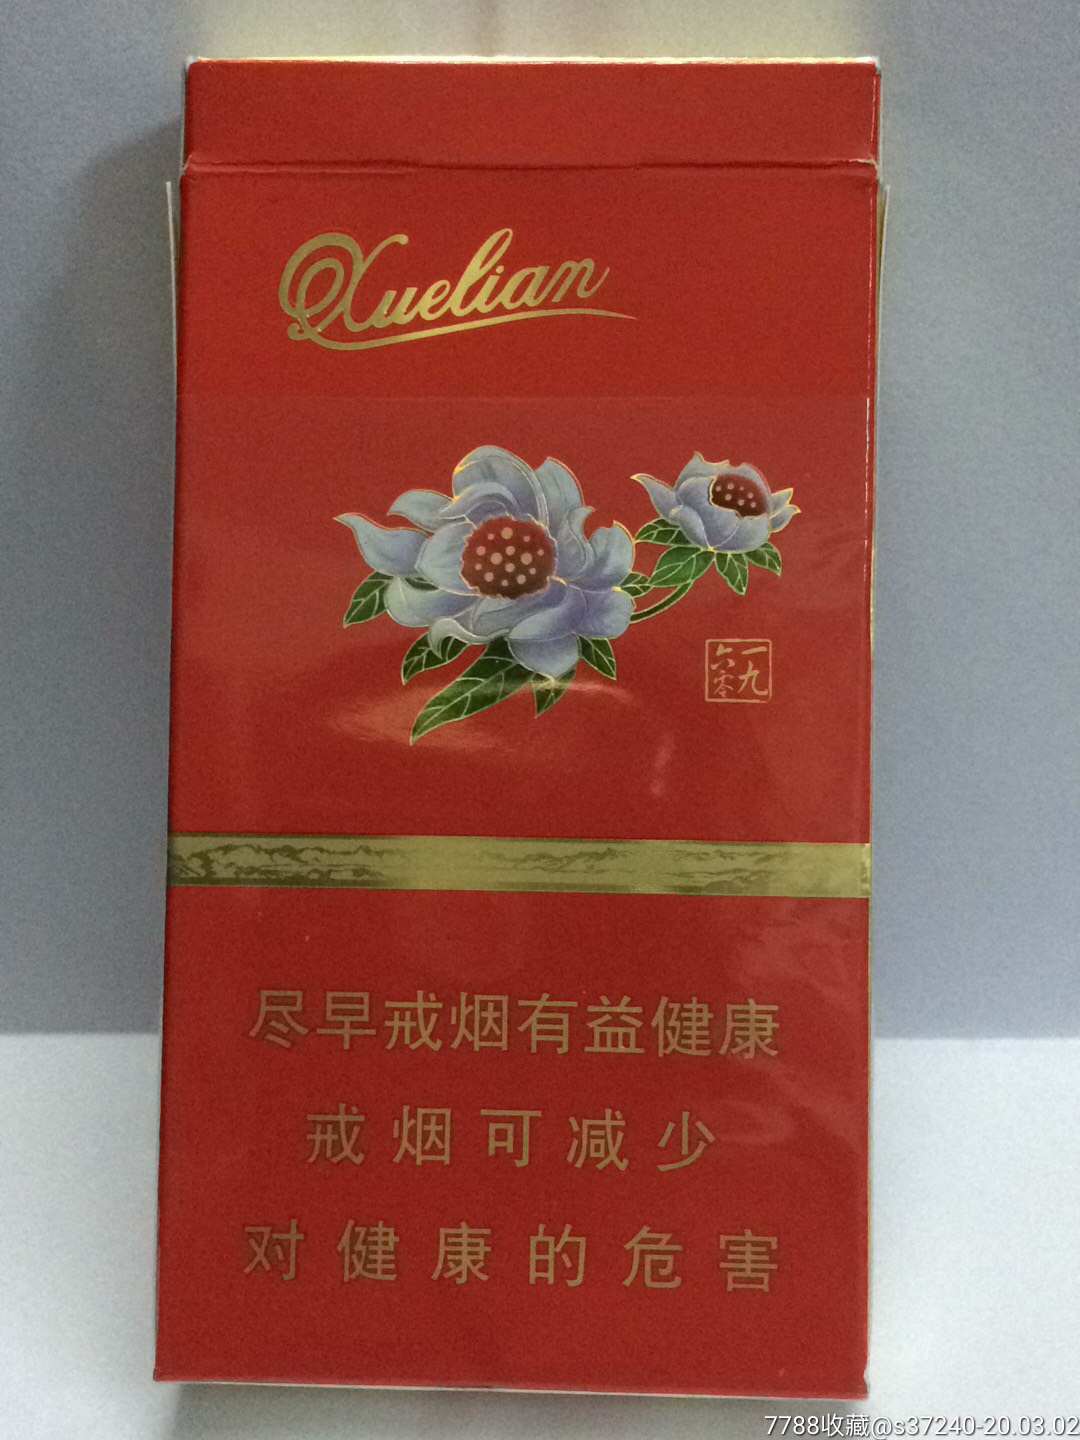 Xuelian
一九
六零
尽早戒烟有益健康
戒烟可减少
对健康的危害
7788收藏@s37240-20.03.02